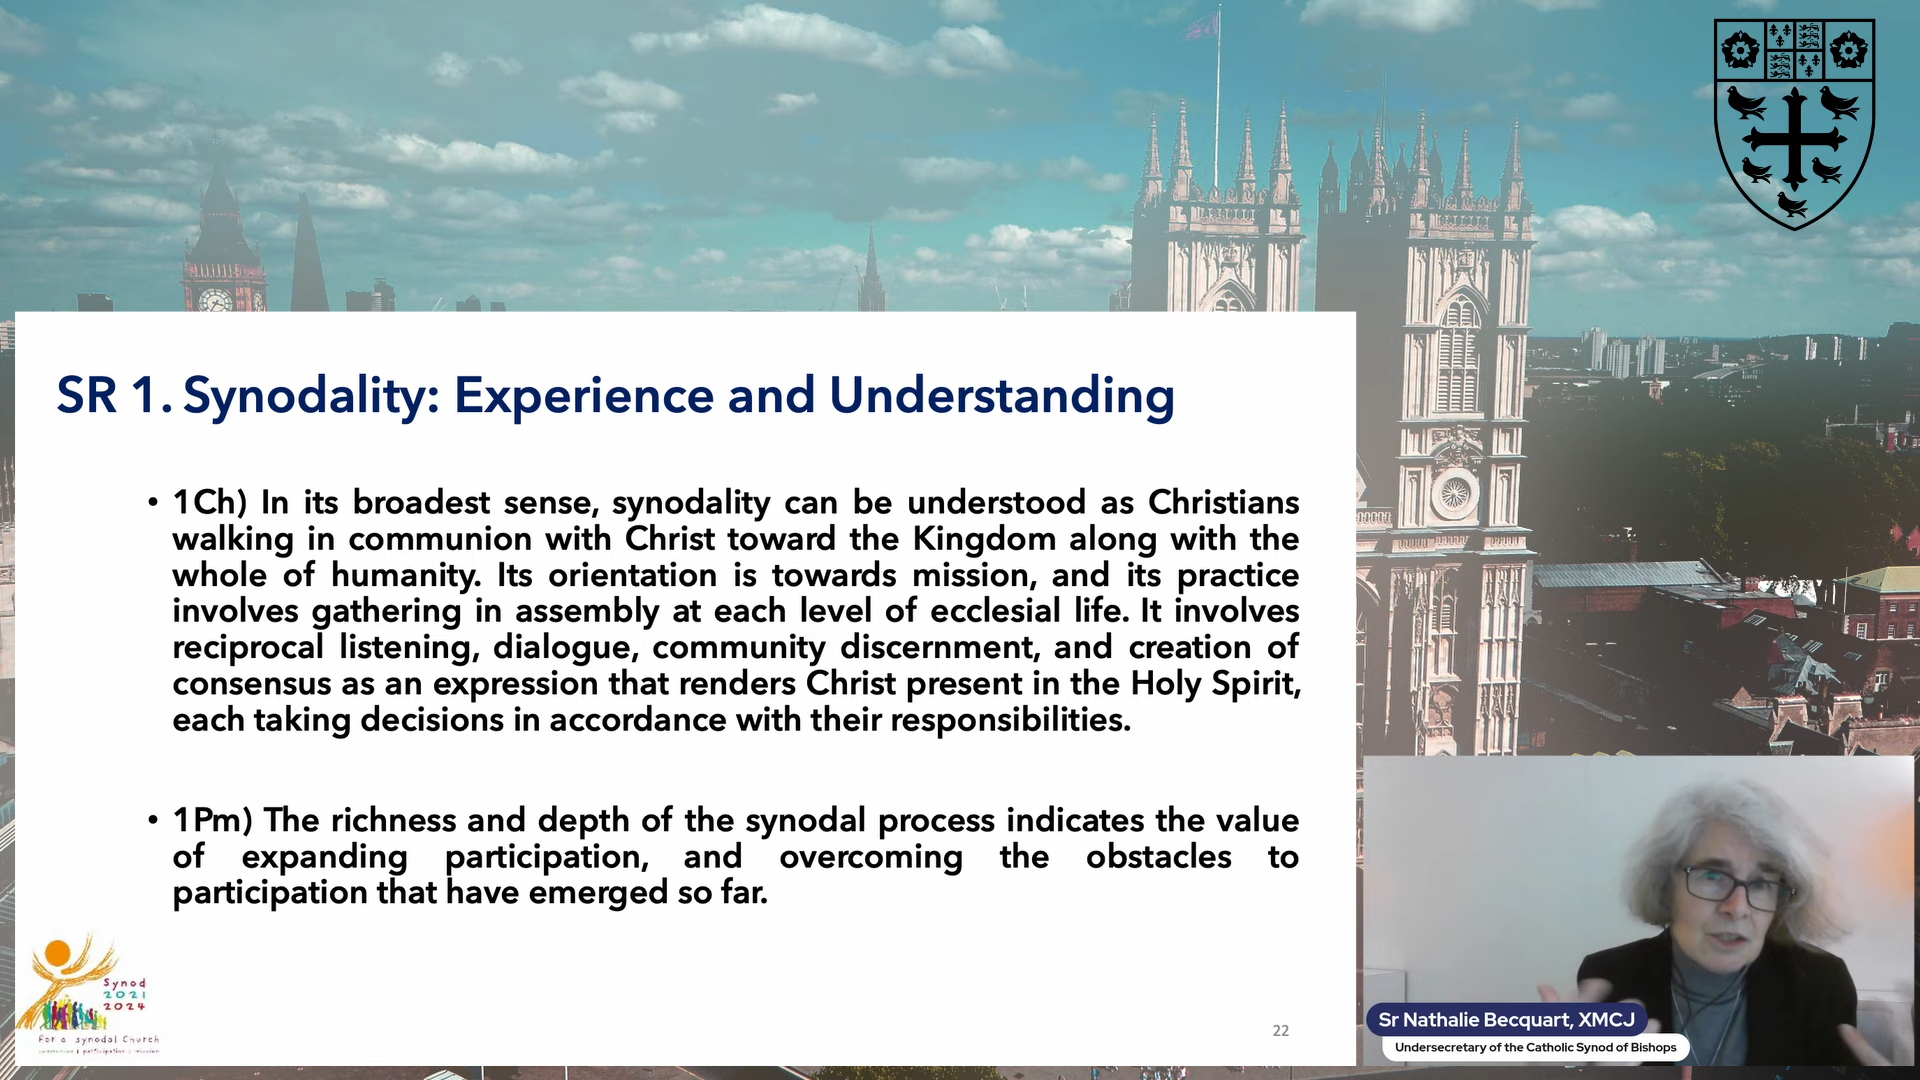 SR 1. Synodality: Experience and Understanding
• 1Ch) In its broadest sense, synodality can be understood as Christians
walking in communion with Christ toward the Kingdom along with the
whole of humanity. Its orientation is towards mission, and its practice
involves gathering in assembly at each level of ecclesial life. It involves
reciprocal listening, dialogue, community discernment, and creation of
consensus as an expression that renders Christ present in the Holy Spirit,
each taking decisions in accordance with their responsibilities.
• 1Pm) The richness and depth of the synodal process indicates the value
of expanding participation, and overcoming the obstacles to
participation that have emerged so far.
Synod
2021
2024
For a synodal Church
communion | participation | mission
22
Sr Nathalie Becquart, XMCJ
Undersecretary of the Catholic Synod of Bishops